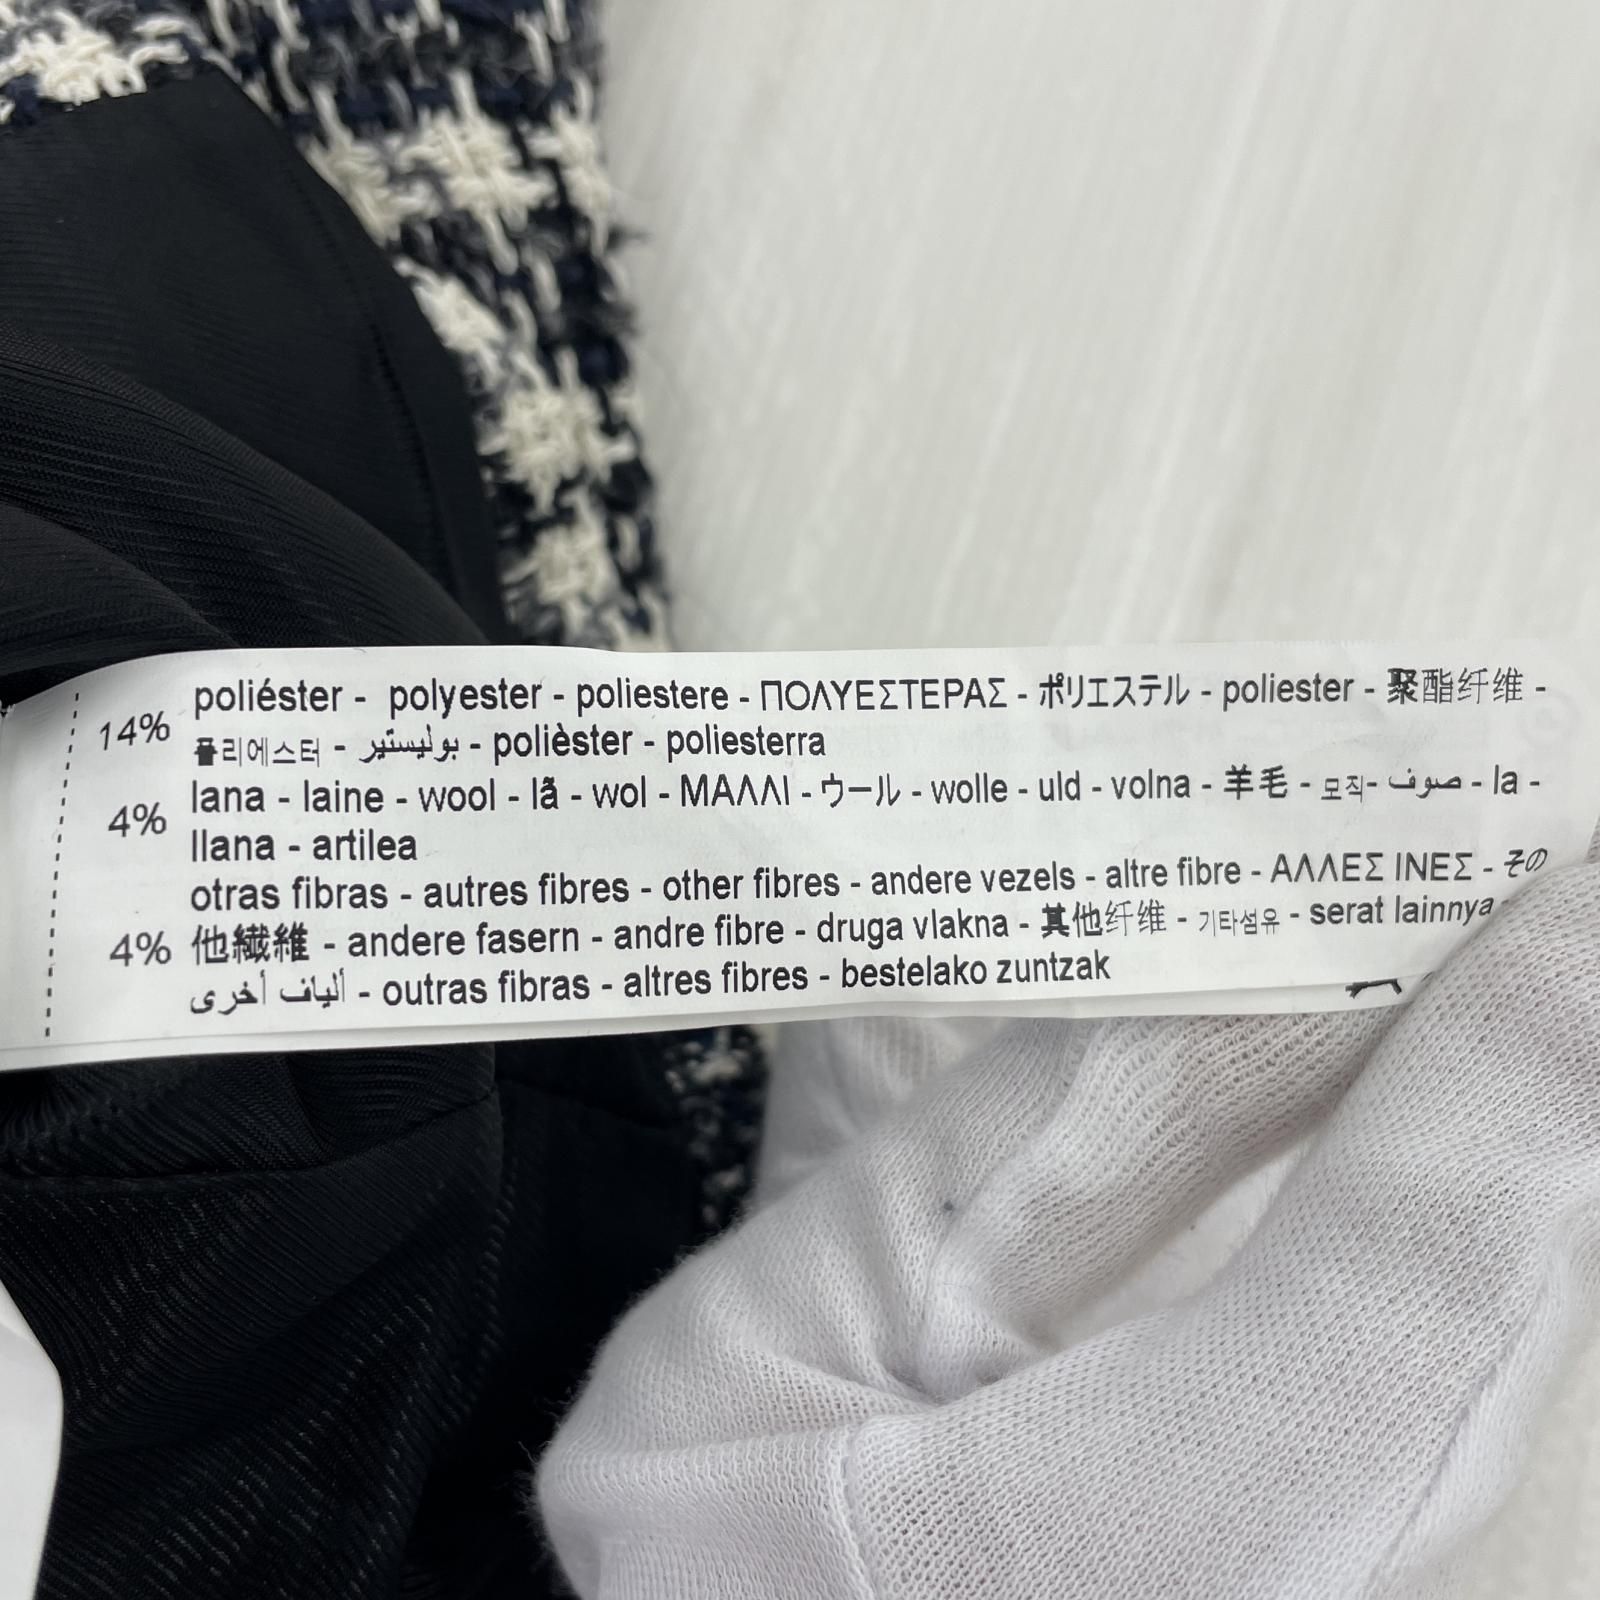 14% poliéster - polyester - poliestere - ΠΟΛΥΕΣΤΕΡΑΣ - ポリエステル - poliester - 聚酯纤维 -
폴리에스터 - بوليستير - polièster - poliesterra
4% lana - laine - wool - lã - wol - ΜΑΛΛΙ - ウール - wolle - uld - volna - 羊毛 - 모직- صوف - la -
llana - artilea
otras fibras - autres fibres - other fibres - andere vezels - altre fibre - ΑΛΛΕΣ ΙΝΕΣ - その
4% 他繊維 - andere fasern - andre fibre - druga vlakna - 其他纤维 - 기타섬유 - serat lainnya -
ألياف أخرى - outras fibras - altres fibres - bestelako zuntzak